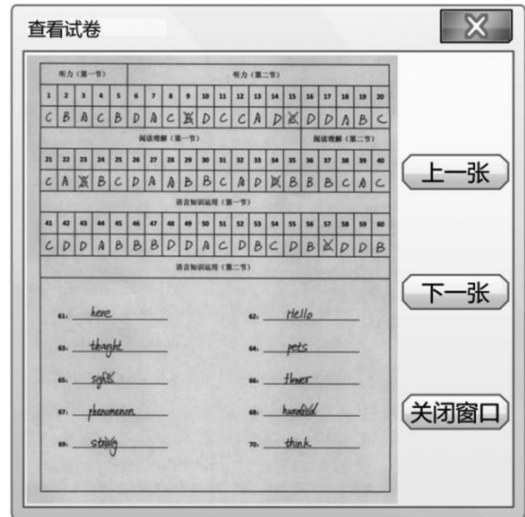 查看试卷
听力（第一节） 听力（第二节）
1 2 3 4 5 6 7 8 9 10 11 12 13 14 15 16 17 18 19 20
C B A C B D A C D C C A D D D A B C
阅读理解（第一节） 阅读理解（第二节）
21 22 23 24 25 26 27 28 29 30 31 32 33 34 35 36 37 38 39 40
C A B C D A A B B C A D B B B C A C
语言知识运用（第一节）
41 42 43 44 45 46 47 48 49 50 51 52 53 54 55 56 57 58 59 60
C D D A B B B D D A C D B C D B D D B
语言知识运用（第二节）
61. here 62. Hello
63. 64. pets
65. 66. flower
67. phenomenon 68.
69. 70. think
上一张
下一张
关闭窗口